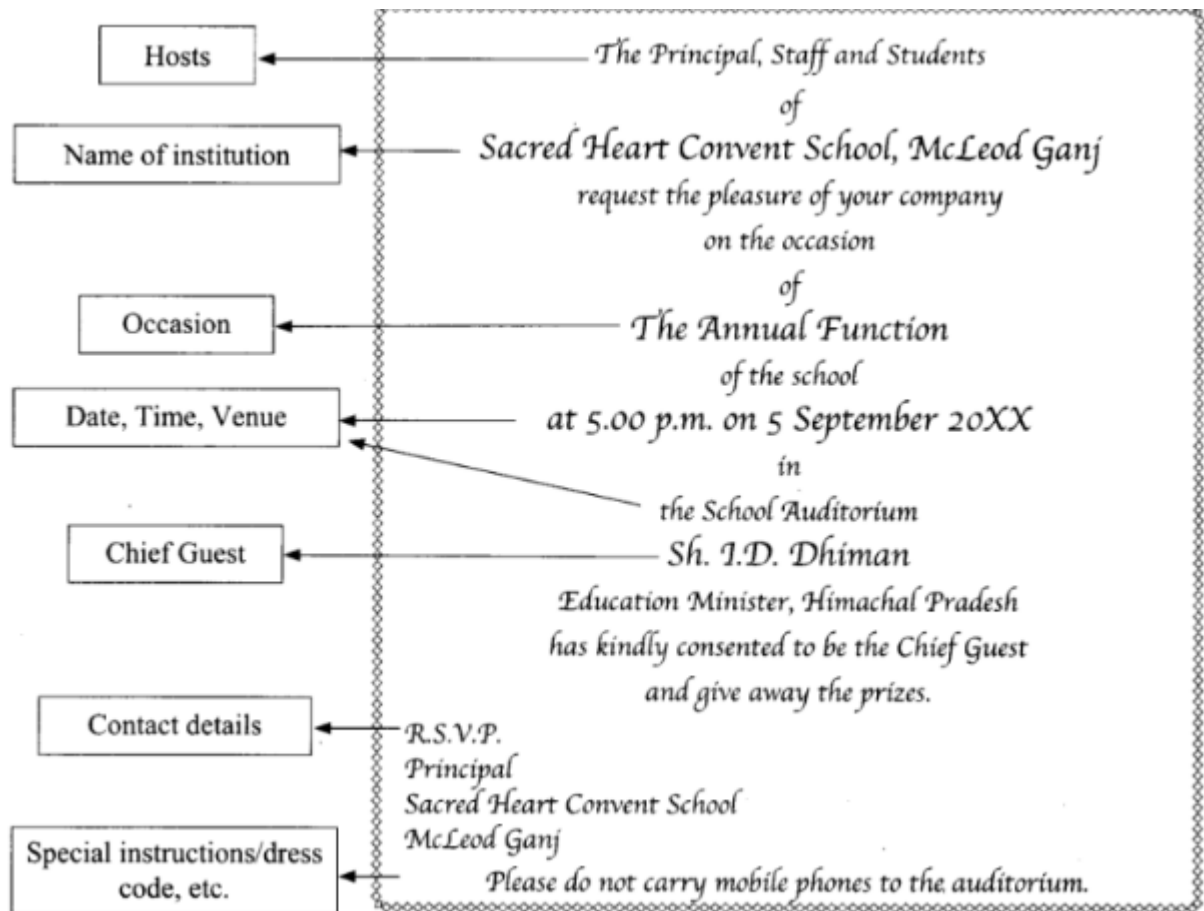 Hosts
The Principal, Staff and Students
of
Name of institution
Sacred Heart Convent School, McLeod Ganj
request the pleasure of your company
on the occasion
of
Occasion
The Annual Function
of the school
Date, Time, Venue
at 5.00 p.m. on 5 September 20XX
in
the School Auditorium
Chief Guest
Sh. I.D. Dhiman
Education Minister, Himachal Pradesh
has kindly consented to be the Chief Guest
and give away the prizes.
Contact details
R.S.V.P.
Principal
Sacred Heart Convent School
McLeod Ganj
Special instructions/dress
code, etc.
Please do not carry mobile phones to the auditorium.